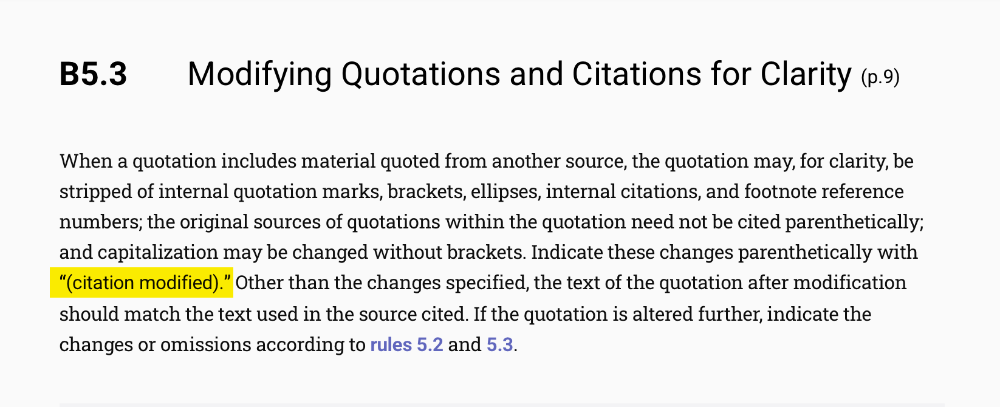 B5.3 Modifying Quotations and Citations for Clarity (p.9)
When a quotation includes material quoted from another source, the quotation may, for clarity, be
stripped of internal quotation marks, brackets, ellipses, internal citations, and footnote reference
numbers; the original sources of quotations within the quotation need not be cited parenthetically;
and capitalization may be changed without brackets. Indicate these changes parenthetically with
“(citation modified).” Other than the changes specified, the text of the quotation after modification
should match the text used in the source cited. If the quotation is altered further, indicate the
changes or omissions according to rules 5.2 and 5.3.